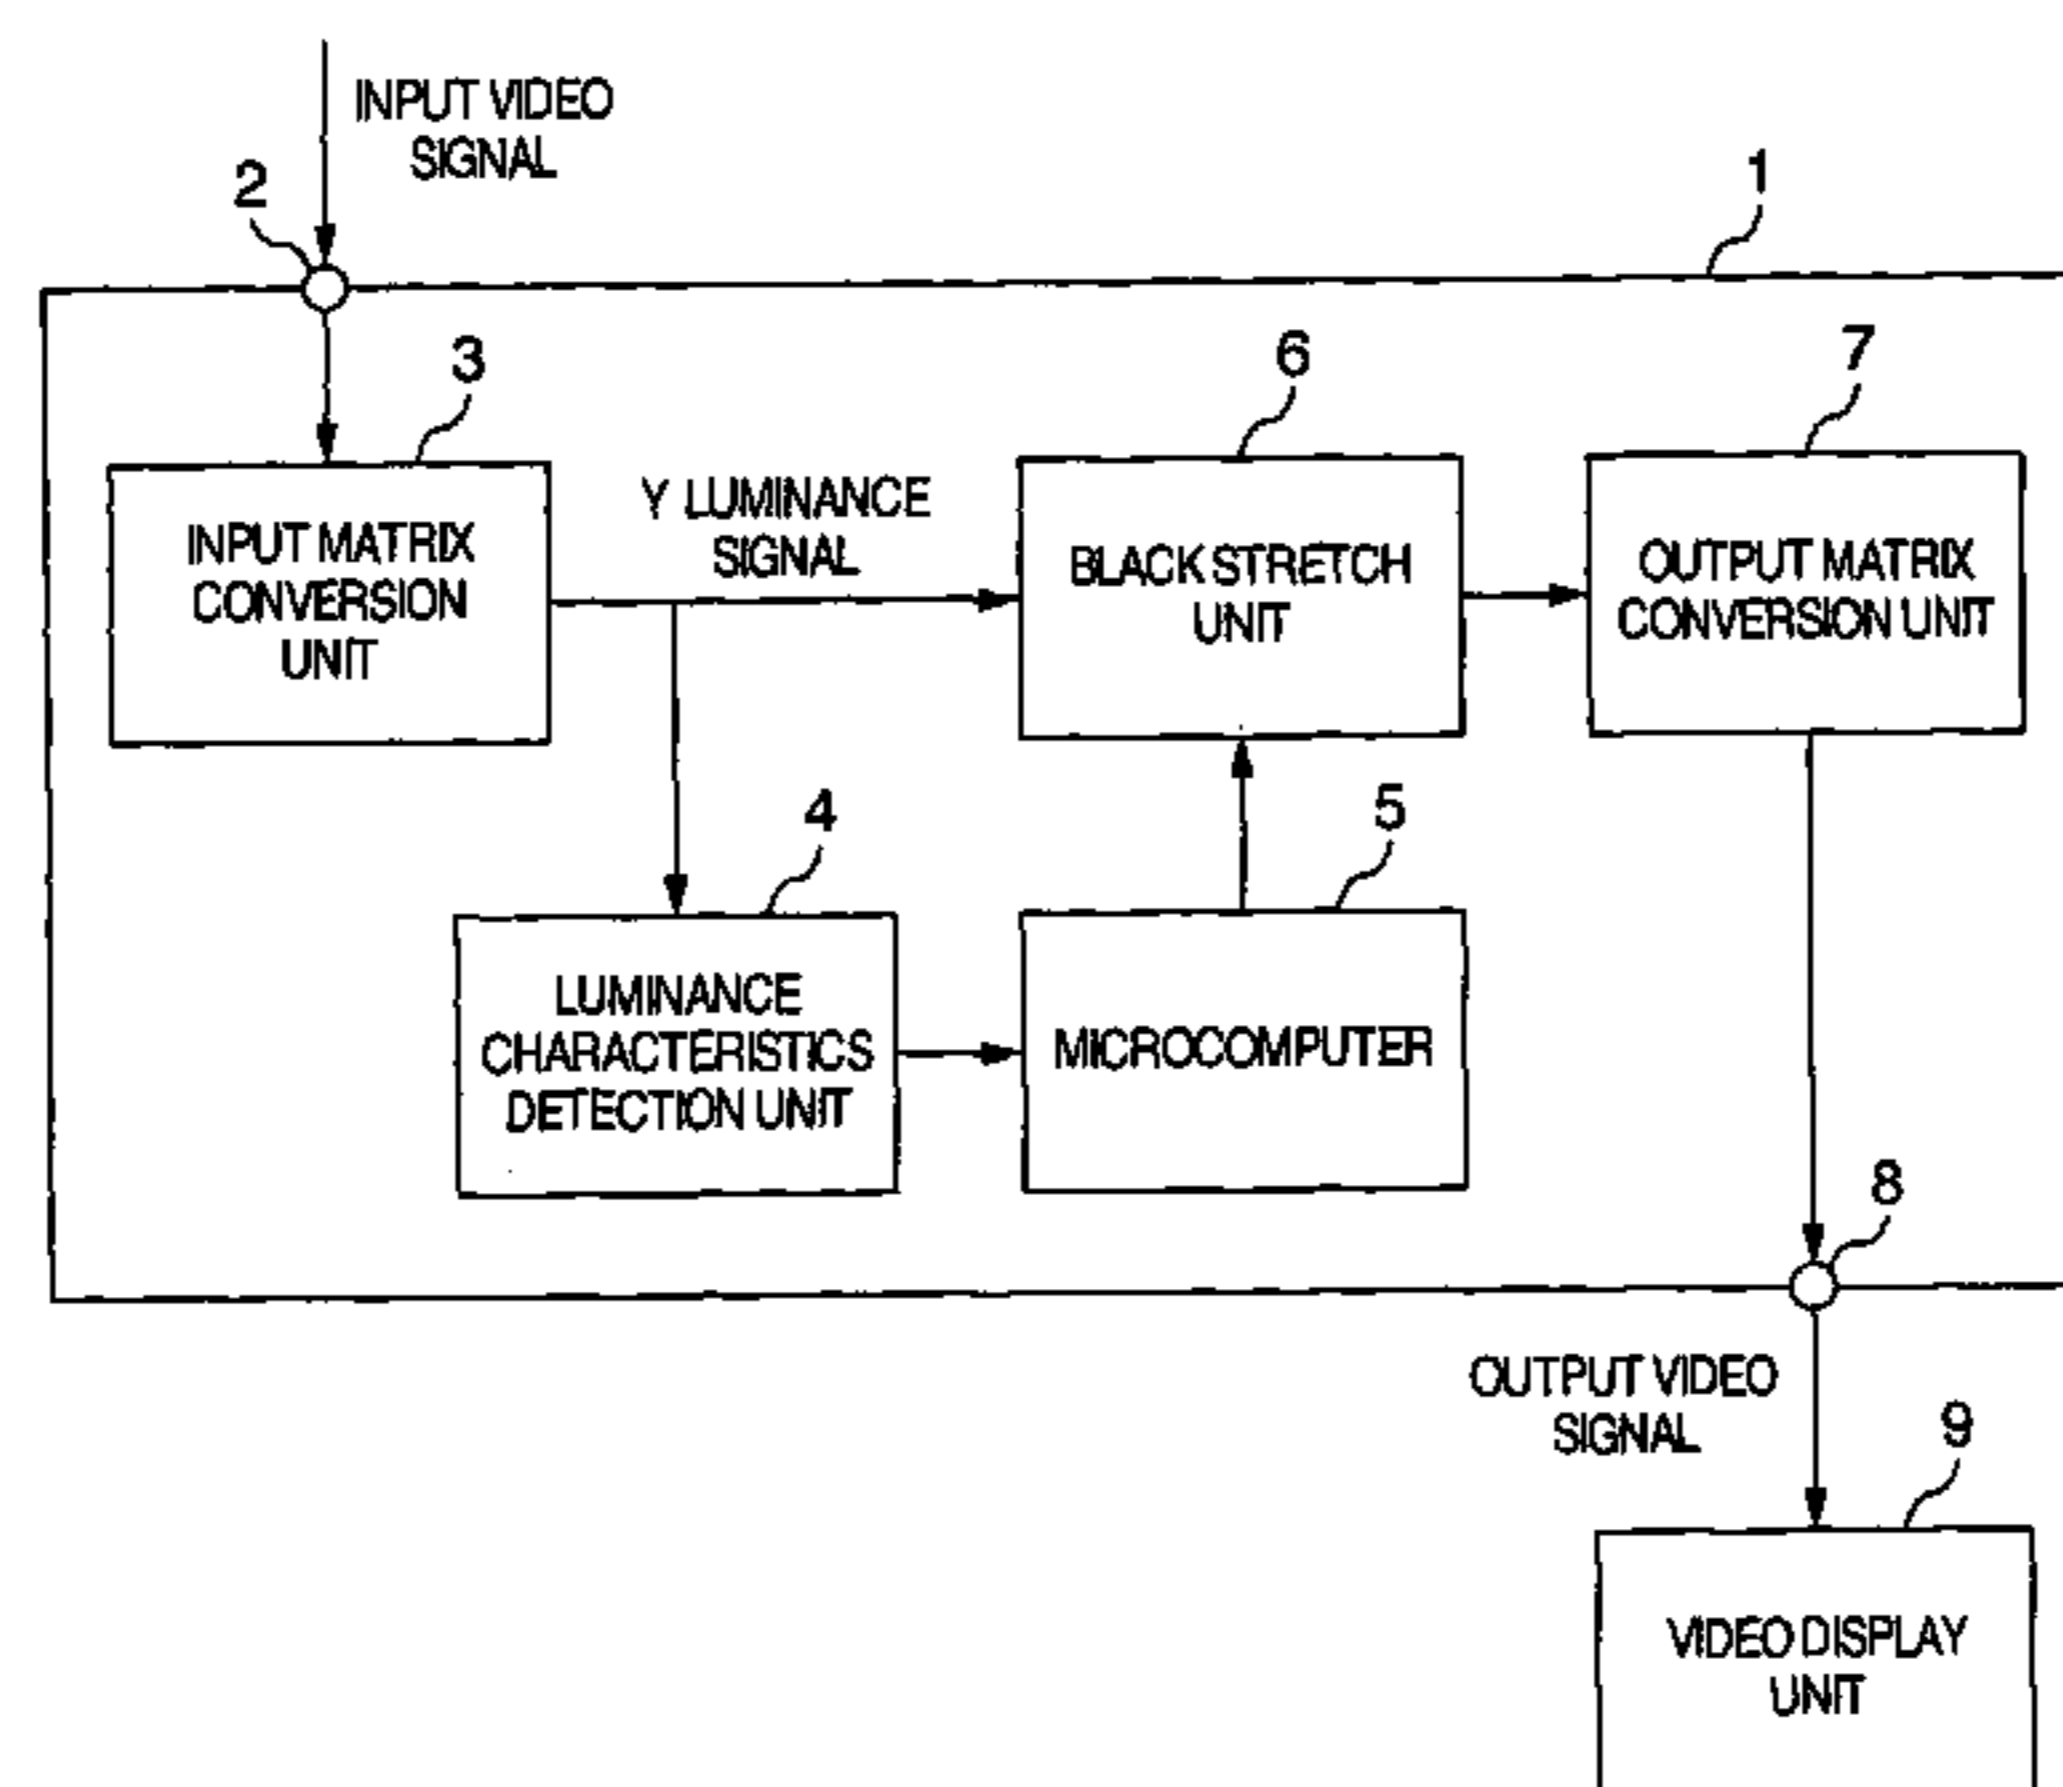 INPUT VIDEO
SIGNAL
2
1
3
6
7
INPUT MATRIX
CONVERSION
UNIT
Y LUMINANCE
SIGNAL
BLACK STRETCH
UNIT
OUTPUT MATRIX
CONVERSION UNIT
4
5
LUMINANCE
CHARACTERISTICS
DETECTION UNIT
MICROCOMPUTER
8
OUTPUT VIDEO
SIGNAL
9
VIDEO DISPLAY
UNIT